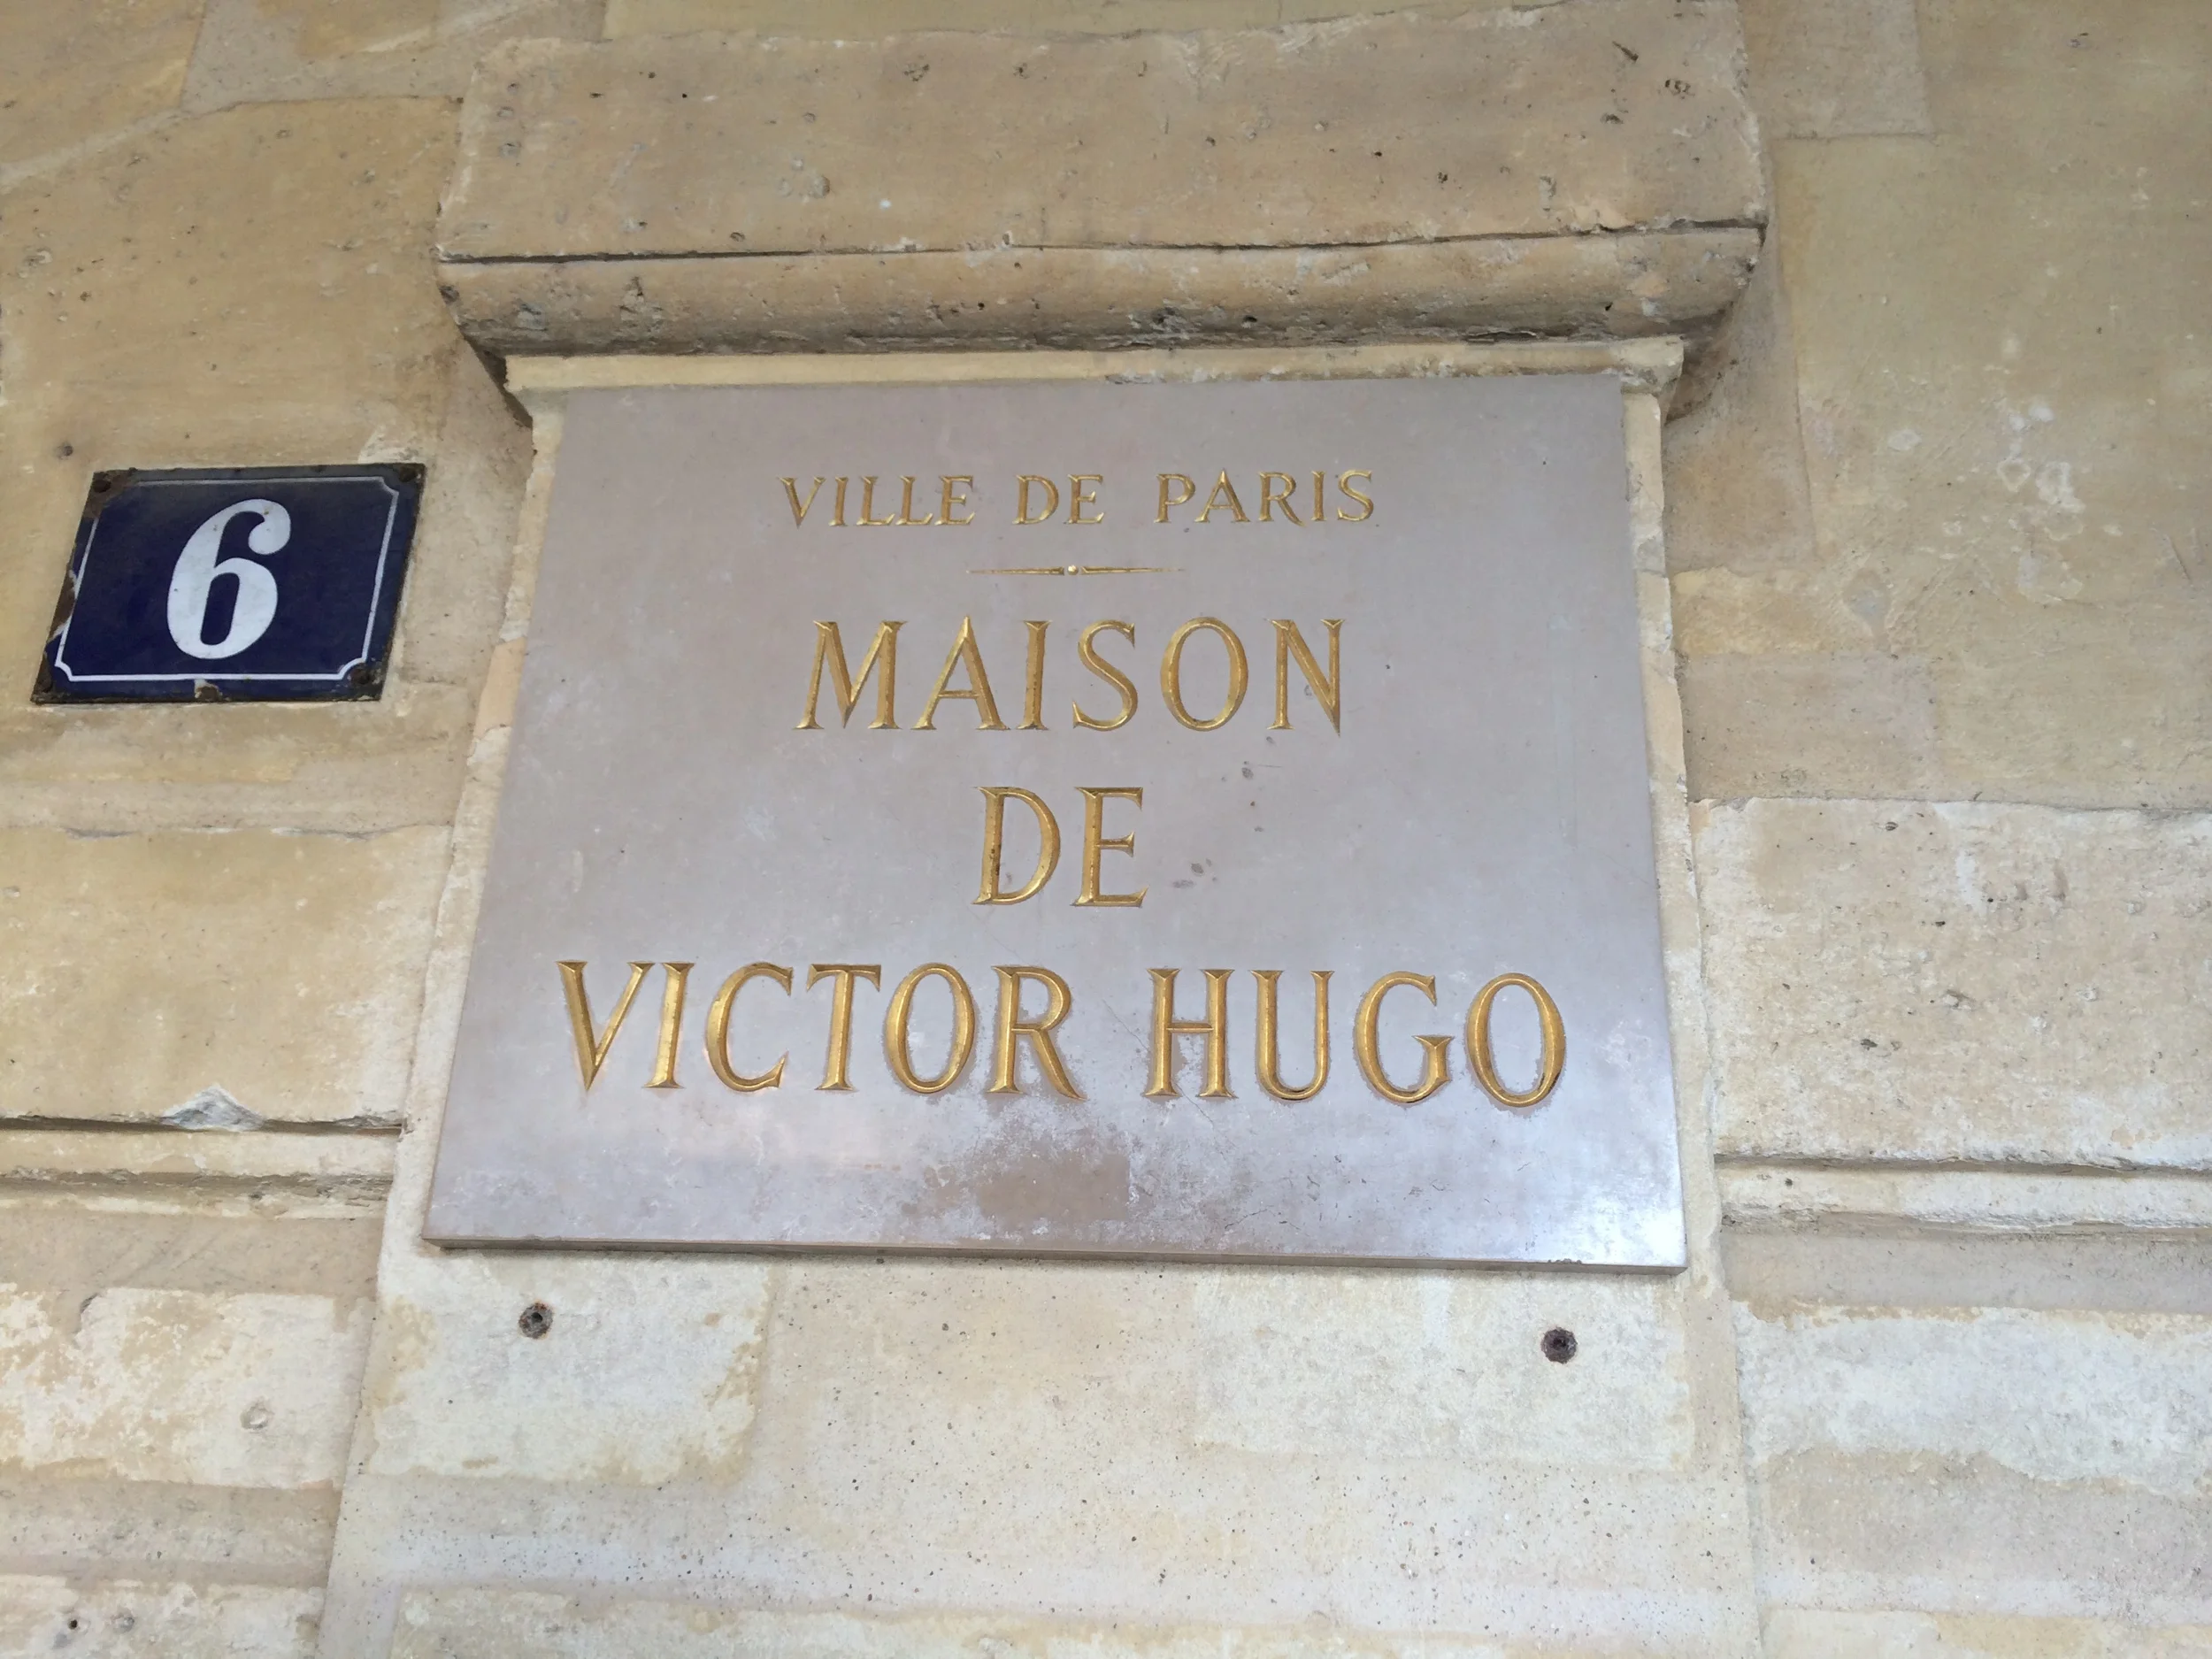 6
VILLE DE PARIS
MAISON
DE
VICTOR HUGO